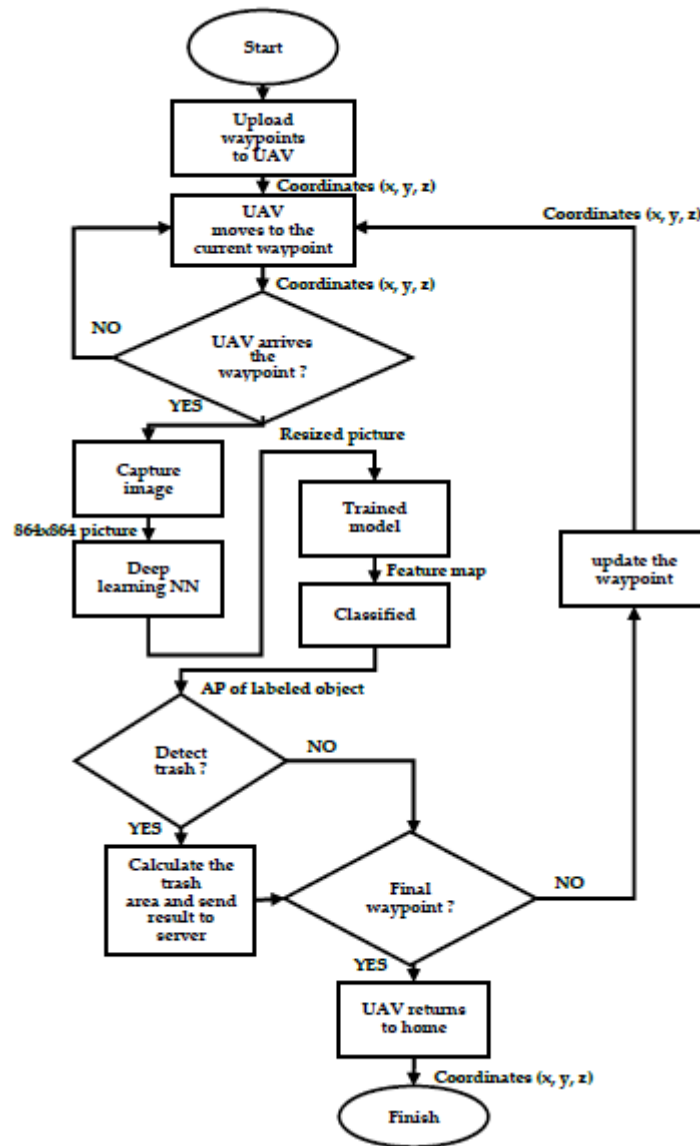 Start
Upload
waypoints
to UAV
Coordinates (x, y, z)
Coordinates (x, y, z)
UAV
moves to the
current waypoint
Coordinates (x, y, z)
NO
UAV arrives
the
waypoint ?
YES
Resized picture
Capture
image
Trained
model
864x864 picture
Deep
learning NN
Feature map
update the
waypoint
Classified
AP of labeled object
Detect
trash ?
NO
YES
Calculate the
trash
area and send
result to
server
Final
waypoint ?
NO
YES
UAV returns
to home
Coordinates (x, y, z)
Finish